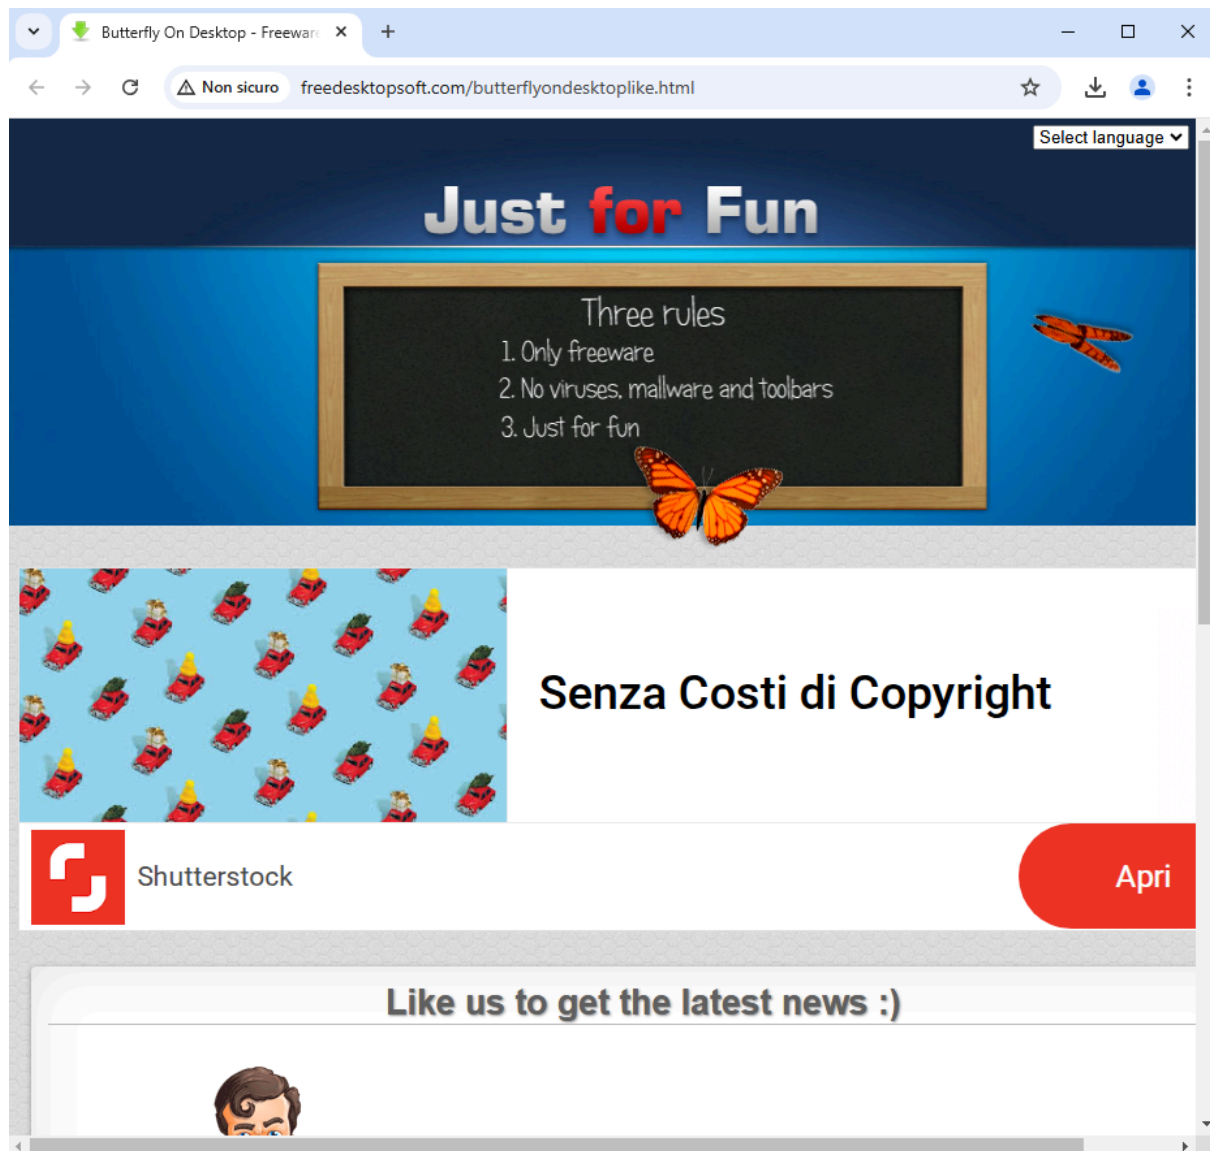 Butterfly On Desktop - Freeware
Non sicuro
freedesktopsoft.com/butterflyondesktoplike.html
Select language
Just for Fun
Three rules
1. Only freeware
2. No viruses, mallware and toolbars
3. Just for fun
Senza Costi di Copyright
Shutterstock
Apri
Like us to get the latest news :)